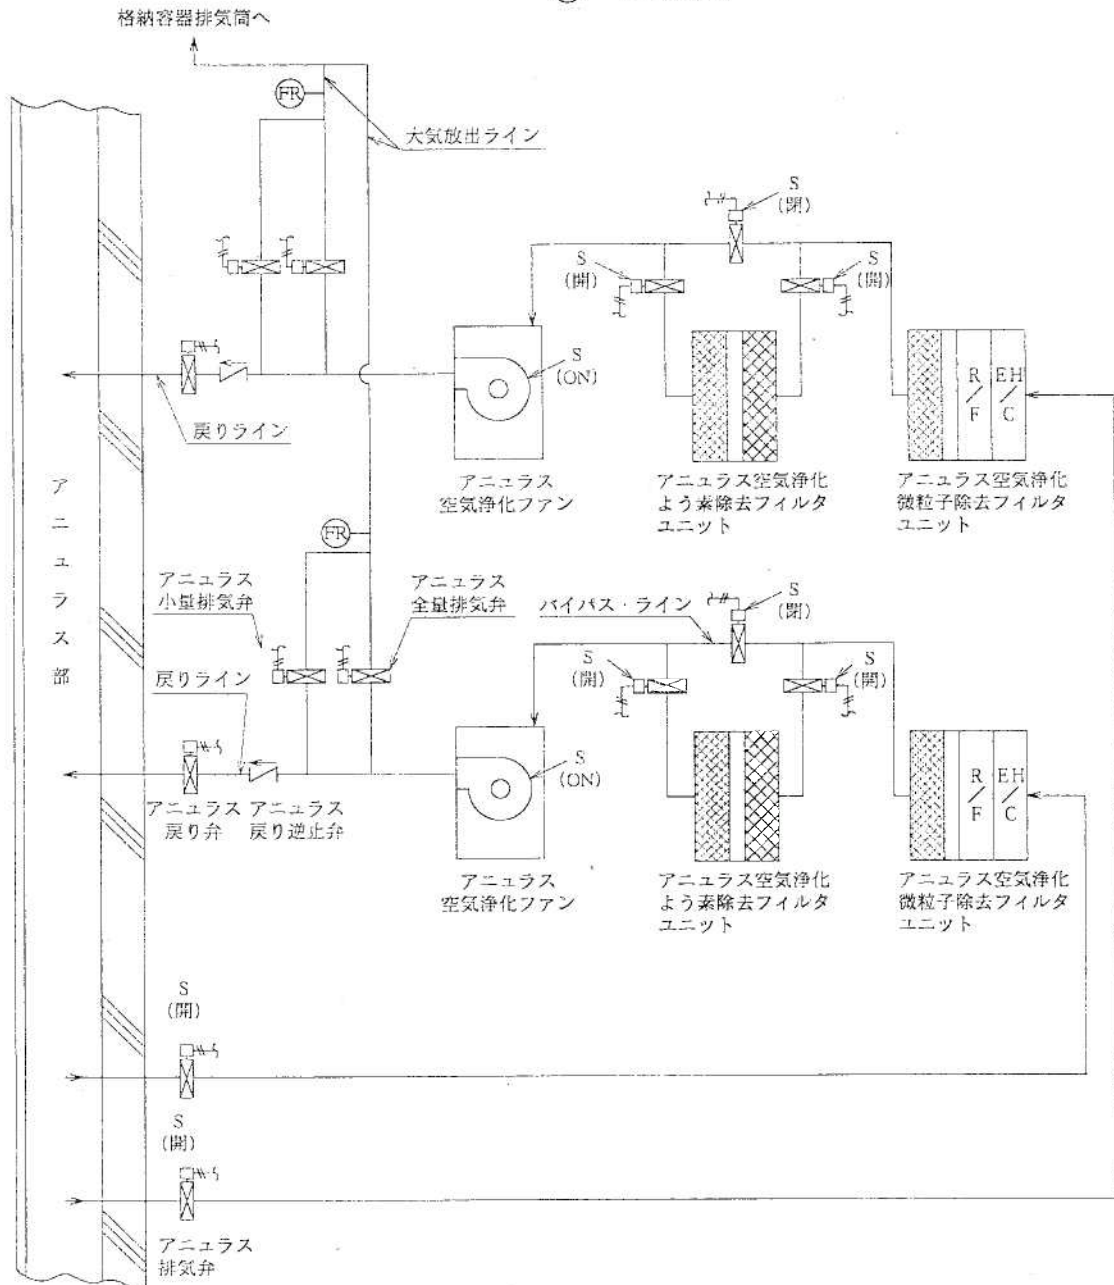 格納容器排気筒へ
FR
大気放出ライン
S
(閉)
S
(開)
S
(開)
S
(ON)
R/F
EH/C
戻りライン
アニュラス
空気浄化ファン
アニュラス空気浄化
よう素除去フィルタ
ユニット
アニュラス空気浄化
微粒子除去フィルタ
ユニット
アニュラス部
FR
アニュラス
小量排気弁
アニュラス
全量排気弁
バイパス・ライン
S
(閉)
S
(開)
S
(開)
戻りライン
S
(ON)
R/F
EH/C
アニュラス
戻り弁
アニュラス
戻り逆止弁
アニュラス
空気浄化ファン
アニュラス空気浄化
よう素除去フィルタ
ユニット
アニュラス空気浄化
微粒子除去フィルタ
ユニット
S
(開)
S
(開)
アニュラス
排気弁